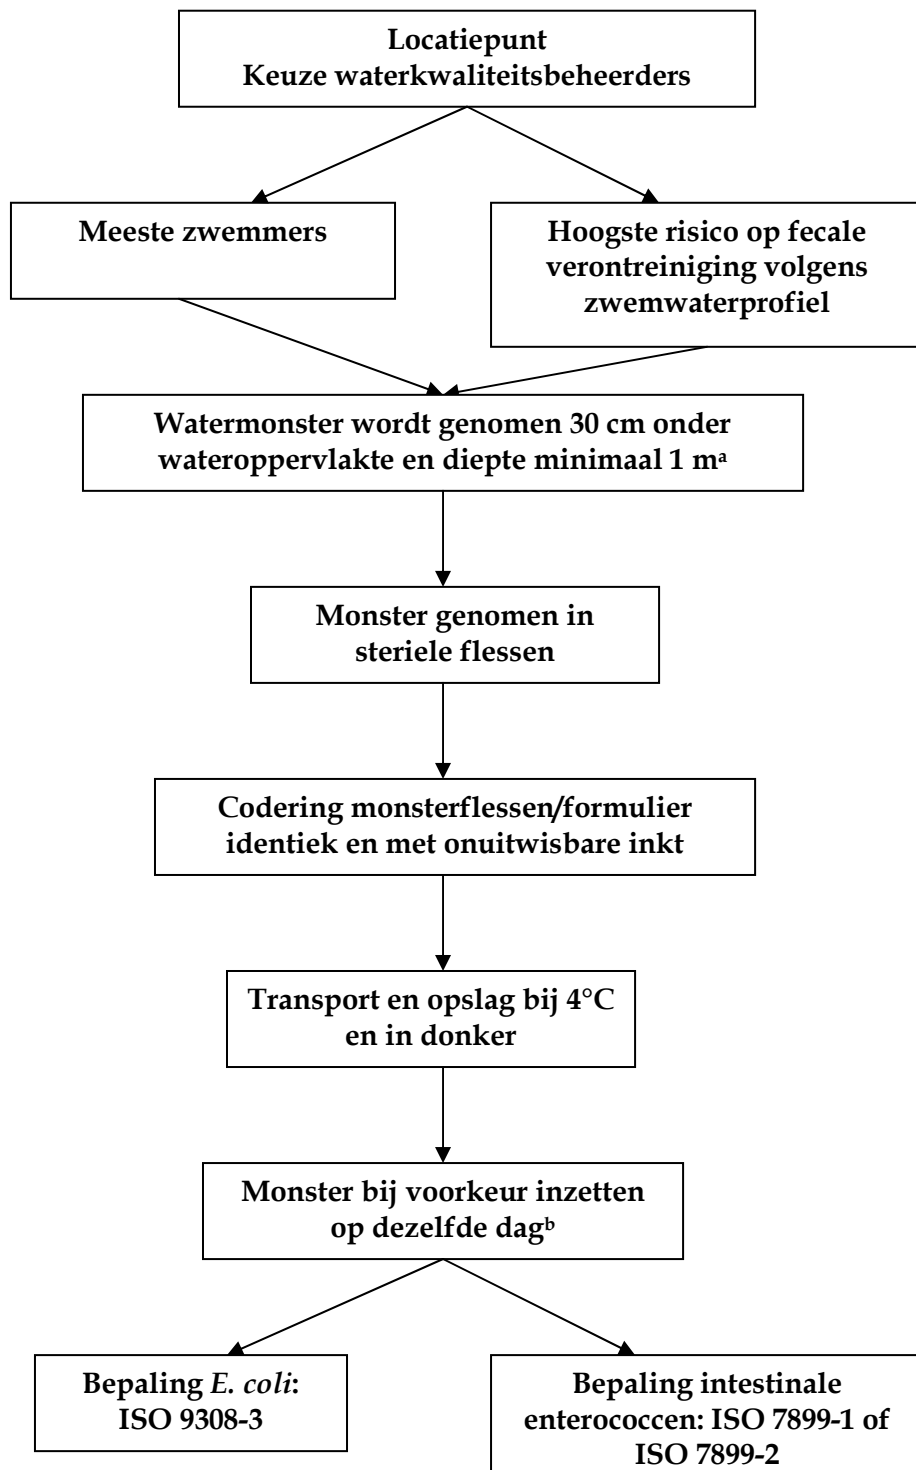 Locatiepunt
Keuze waterkwaliteitsbeheerders
Meeste zwemmers
Hoogste risico op fecale
verontreiniging volgens
zwemwaterprofiel
Watermonster wordt genomen 30 cm onder
wateroppervlakte en diepte minimaal 1 mᵃ
Monster genomen in
steriele flessen
Codering monsterflessen/formulier
identiek en met onuitwisbare inkt
Transport en opslag bij 4°C
en in donker
Monster bij voorkeur inzetten
op dezelfde dagᵇ
Bepaling E. coli:
ISO 9308-3
Bepaling intestinale
enterococcen: ISO 7899-1 of
ISO 7899-2